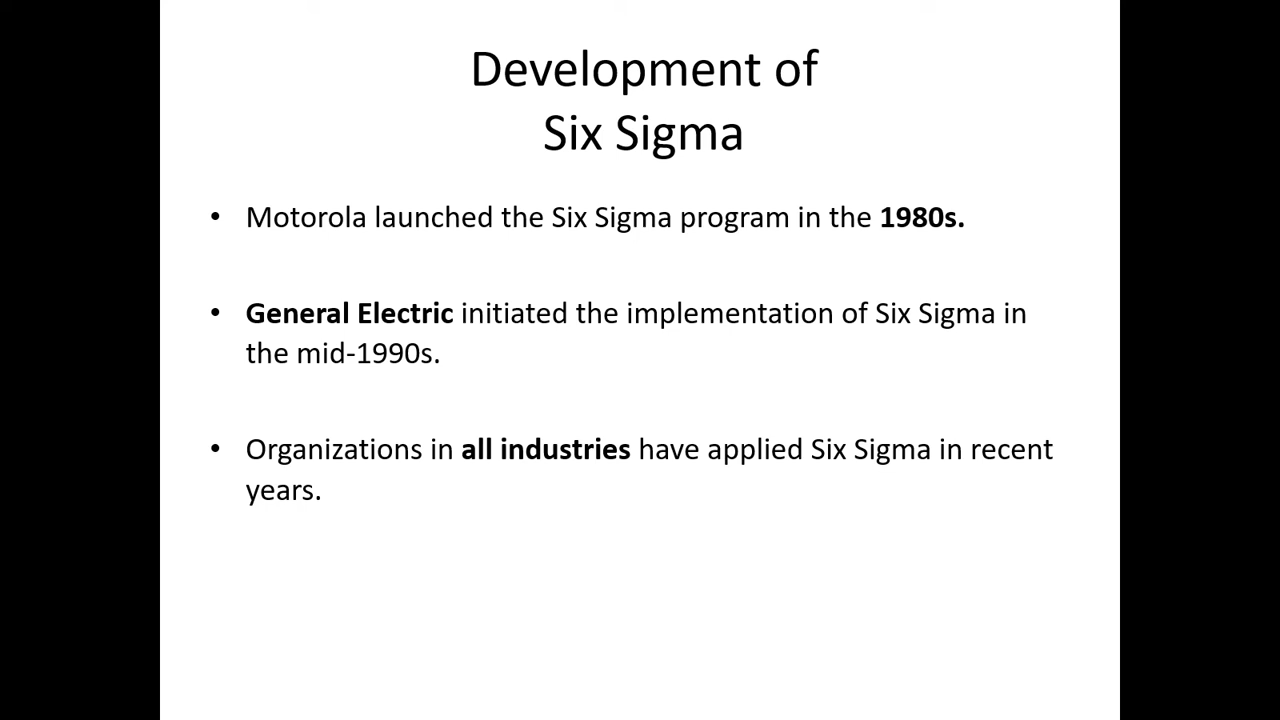 Development of
Six Sigma
• Motorola launched the Six Sigma program in the 1980s.
• General Electric initiated the implementation of Six Sigma in
the mid-1990s.
• Organizations in all industries have applied Six Sigma in recent
years.